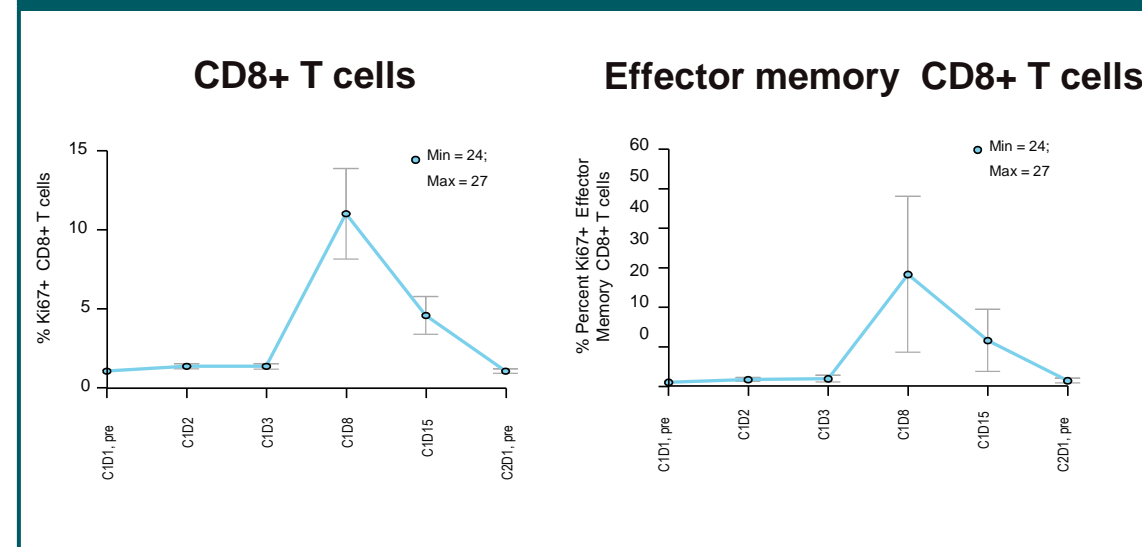 CD8+ T cells
% Ki67+ CD8+ T cells
15
10
5
0
Min = 24;
Max = 27
C1D1, pre
C1D2
C1D3
C1D8
C1D15
C2D1, pre
Effector memory CD8+ T cells
% Percent Ki67+ Effector
Memory CD8+ T cells
60
50
40
30
20
10
0
Min = 24;
Max = 27
C1D1, pre
C1D2
C1D3
C1D8
C1D15
C2D1, pre